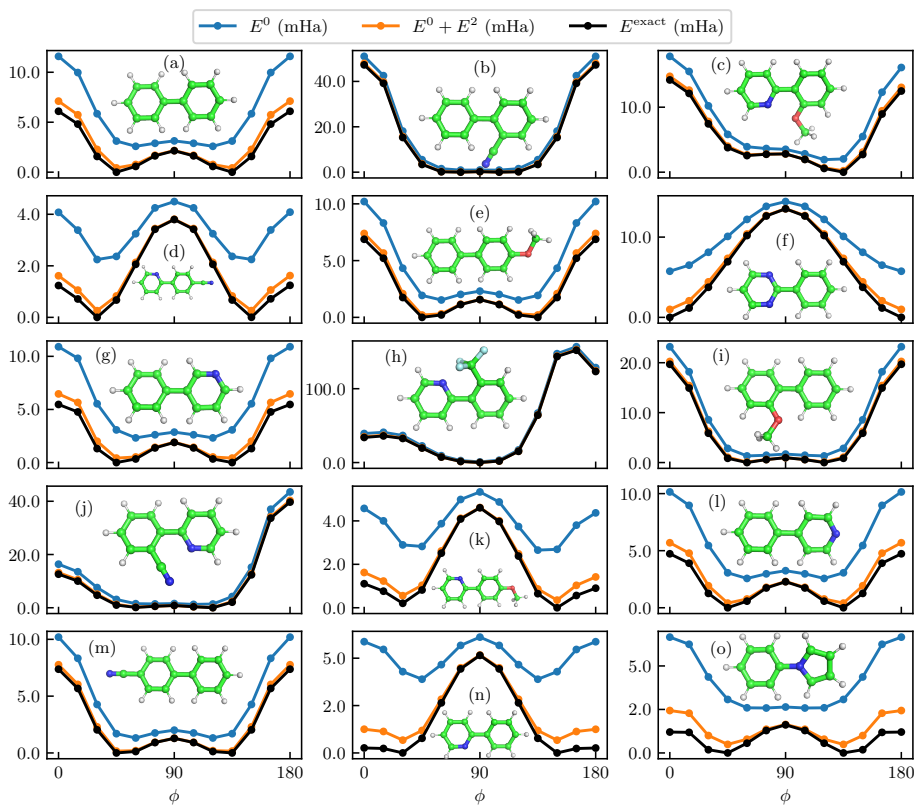 E⁰ (mHa) E⁰ + E² (mHa) E^exact (mHa)
(a) (b) (c)
10.0 40.0 10.0
5.0 20.0
0.0 0.0 0.0
(d) (e) (f)
4.0 10.0 10.0
2.0 5.0
0.0 0.0 0.0
(g) (h) (i)
10.0 100.0 20.0
5.0 10.0
0.0 0.0 0.0
(j) (k) (l)
40.0 4.0 10.0
20.0 2.0 5.0
0.0 0.0 0.0
(m) (n) (o)
10.0 5.0 5.0
5.0 2.0 2.0
0.0 0.0 0.0
0 90 180 0 90 180 0 90 180
ϕ ϕ ϕ